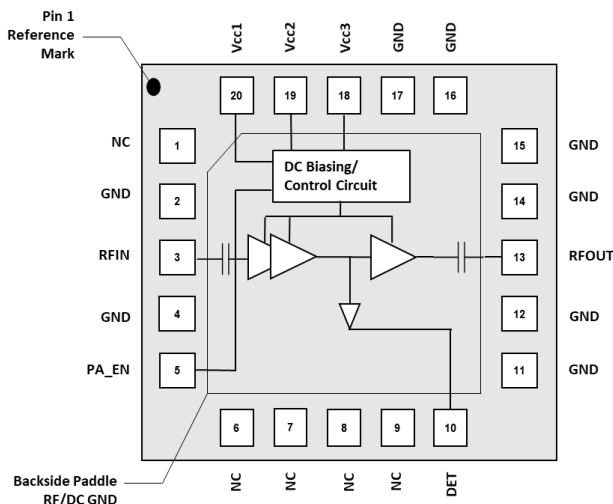 Pin 1
Reference
Mark
Vcc1
Vcc2
Vcc3
GND
GND
20
19
18
17
16
NC
1
GND
2
RFIN
3
GND
4
PA_EN
5
DC Biasing/
Control Circuit
15
GND
14
GND
13
RFOUT
12
GND
11
GND
6
7
8
9
10
NC
NC
NC
NC
DET
Backside Paddle
RF/DC GND